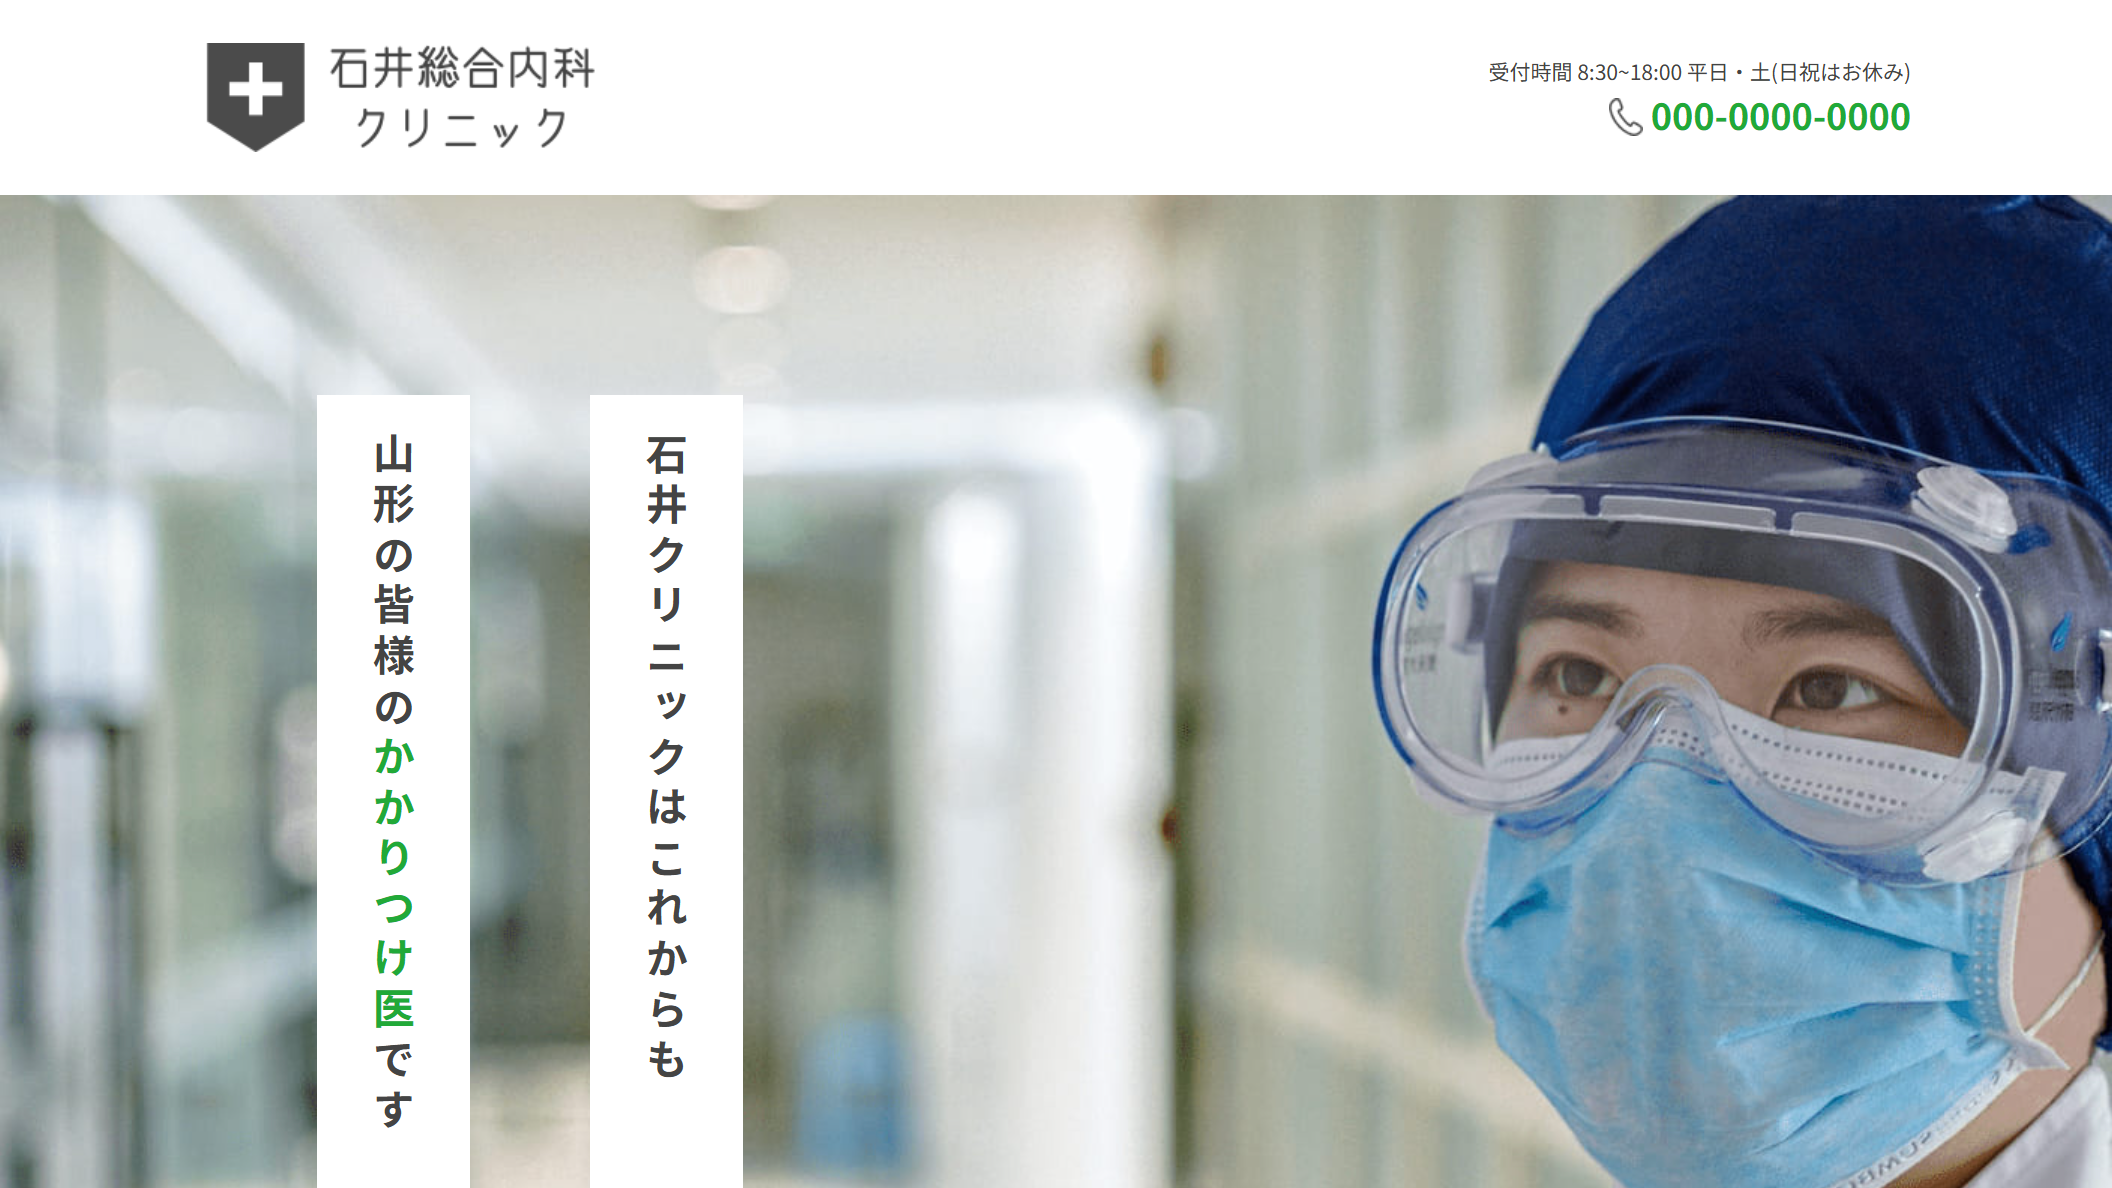 石井総合内科
クリニック
受付時間 8:30~18:00 平日・土(日祝はお休み)
000-0000-0000
石井クリニックはこれからも
山形の皆様のかかりつけ医です